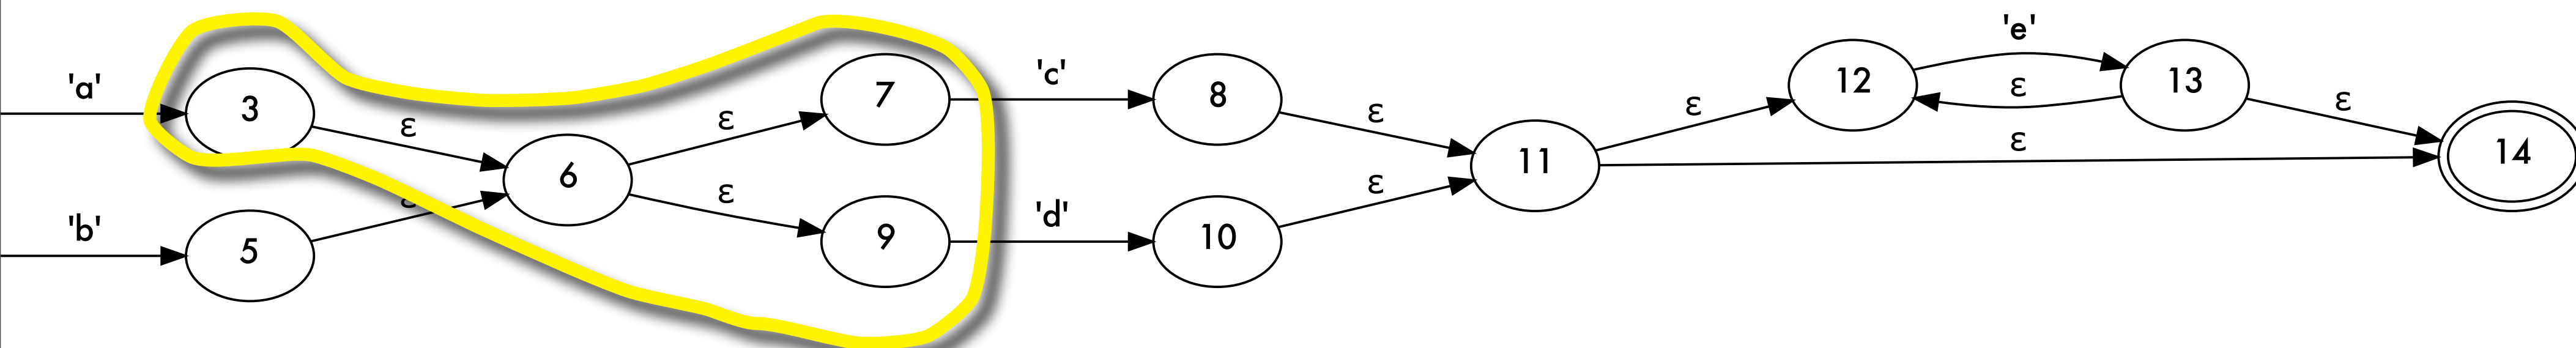 'e'
'a' 3 ε 7 'c' 8 ε 12 ε 13 ε
ε 6 ε 11 ε ε 14
'b' 5 ε ε 9 'd' 10 ε